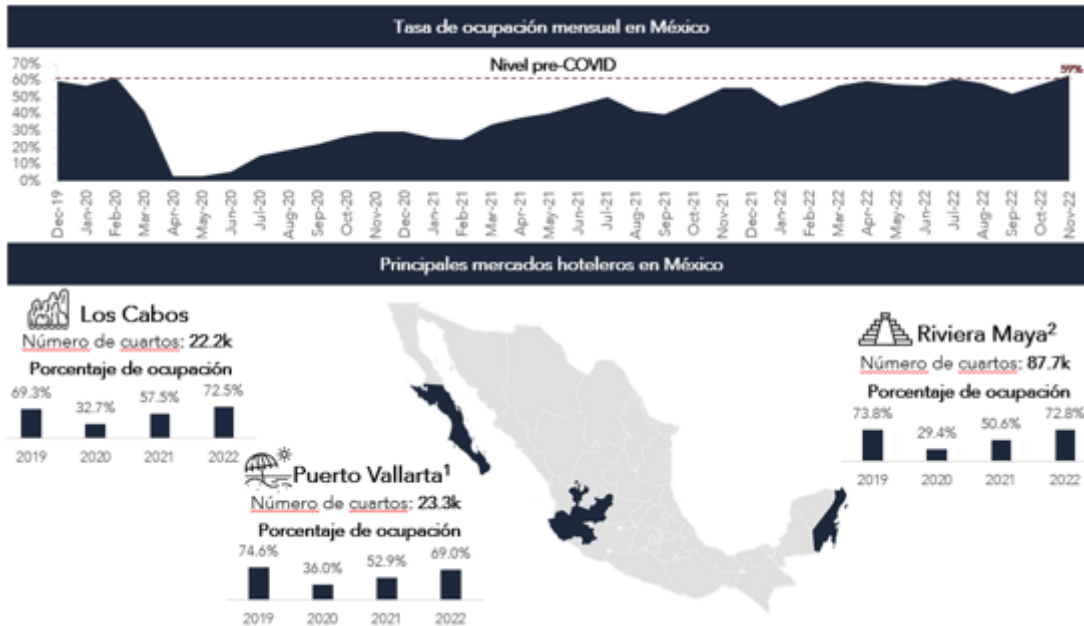 Tasa de ocupación mensual en México
Nivel pre-COVID
59%
70%
60%
50%
40%
30%
20%
10%
0%
Dec-19
Jan-20
Feb-20
Mar-20
Apr-20
May-20
Jun-20
Jul-20
Aug-20
Sep-20
Oct-20
Nov-20
Dec-20
Jan-21
Feb-21
Mar-21
Apr-21
May-21
Jun-21
Jul-21
Aug-21
Sep-21
Oct-21
Nov-21
Dec-21
Jan-22
Feb-22
Mar-22
Apr-22
May-22
Jun-22
Jul-22
Aug-22
Sep-22
Oct-22
Nov-22
Principales mercados hoteleros en México
Los Cabos
Número de cuartos: 22.2k
Porcentaje de ocupación
69.3% 32.7% 57.5% 72.5%
2019 2020 2021 2022
Puerto Vallarta¹
Número de cuartos: 23.3k
Porcentaje de ocupación
74.6% 36.0% 52.9% 69.0%
2019 2020 2021 2022
Riviera Maya²
Número de cuartos: 87.7k
Porcentaje de ocupación
73.8% 29.4% 50.6% 72.8%
2019 2020 2021 2022